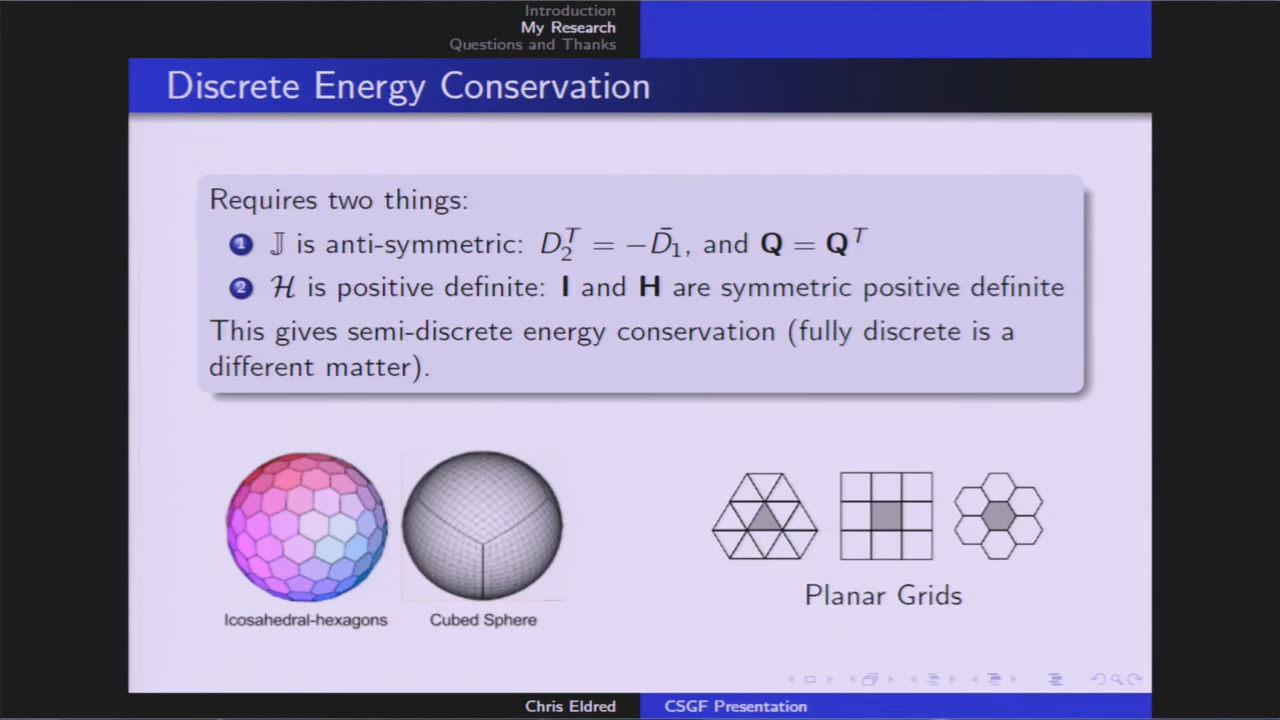 Introduction
My Research
Questions and Thanks
Discrete Energy Conservation
Requires two things:
1 𝕁 is anti-symmetric: D₂ᵀ = −D̄₁, and Q = Qᵀ
2 ℋ is positive definite: I and H are symmetric positive definite
This gives semi-discrete energy conservation (fully discrete is a
different matter).
Icosahedral-hexagons
Cubed Sphere
Planar Grids
Chris Eldred
CSGF Presentation